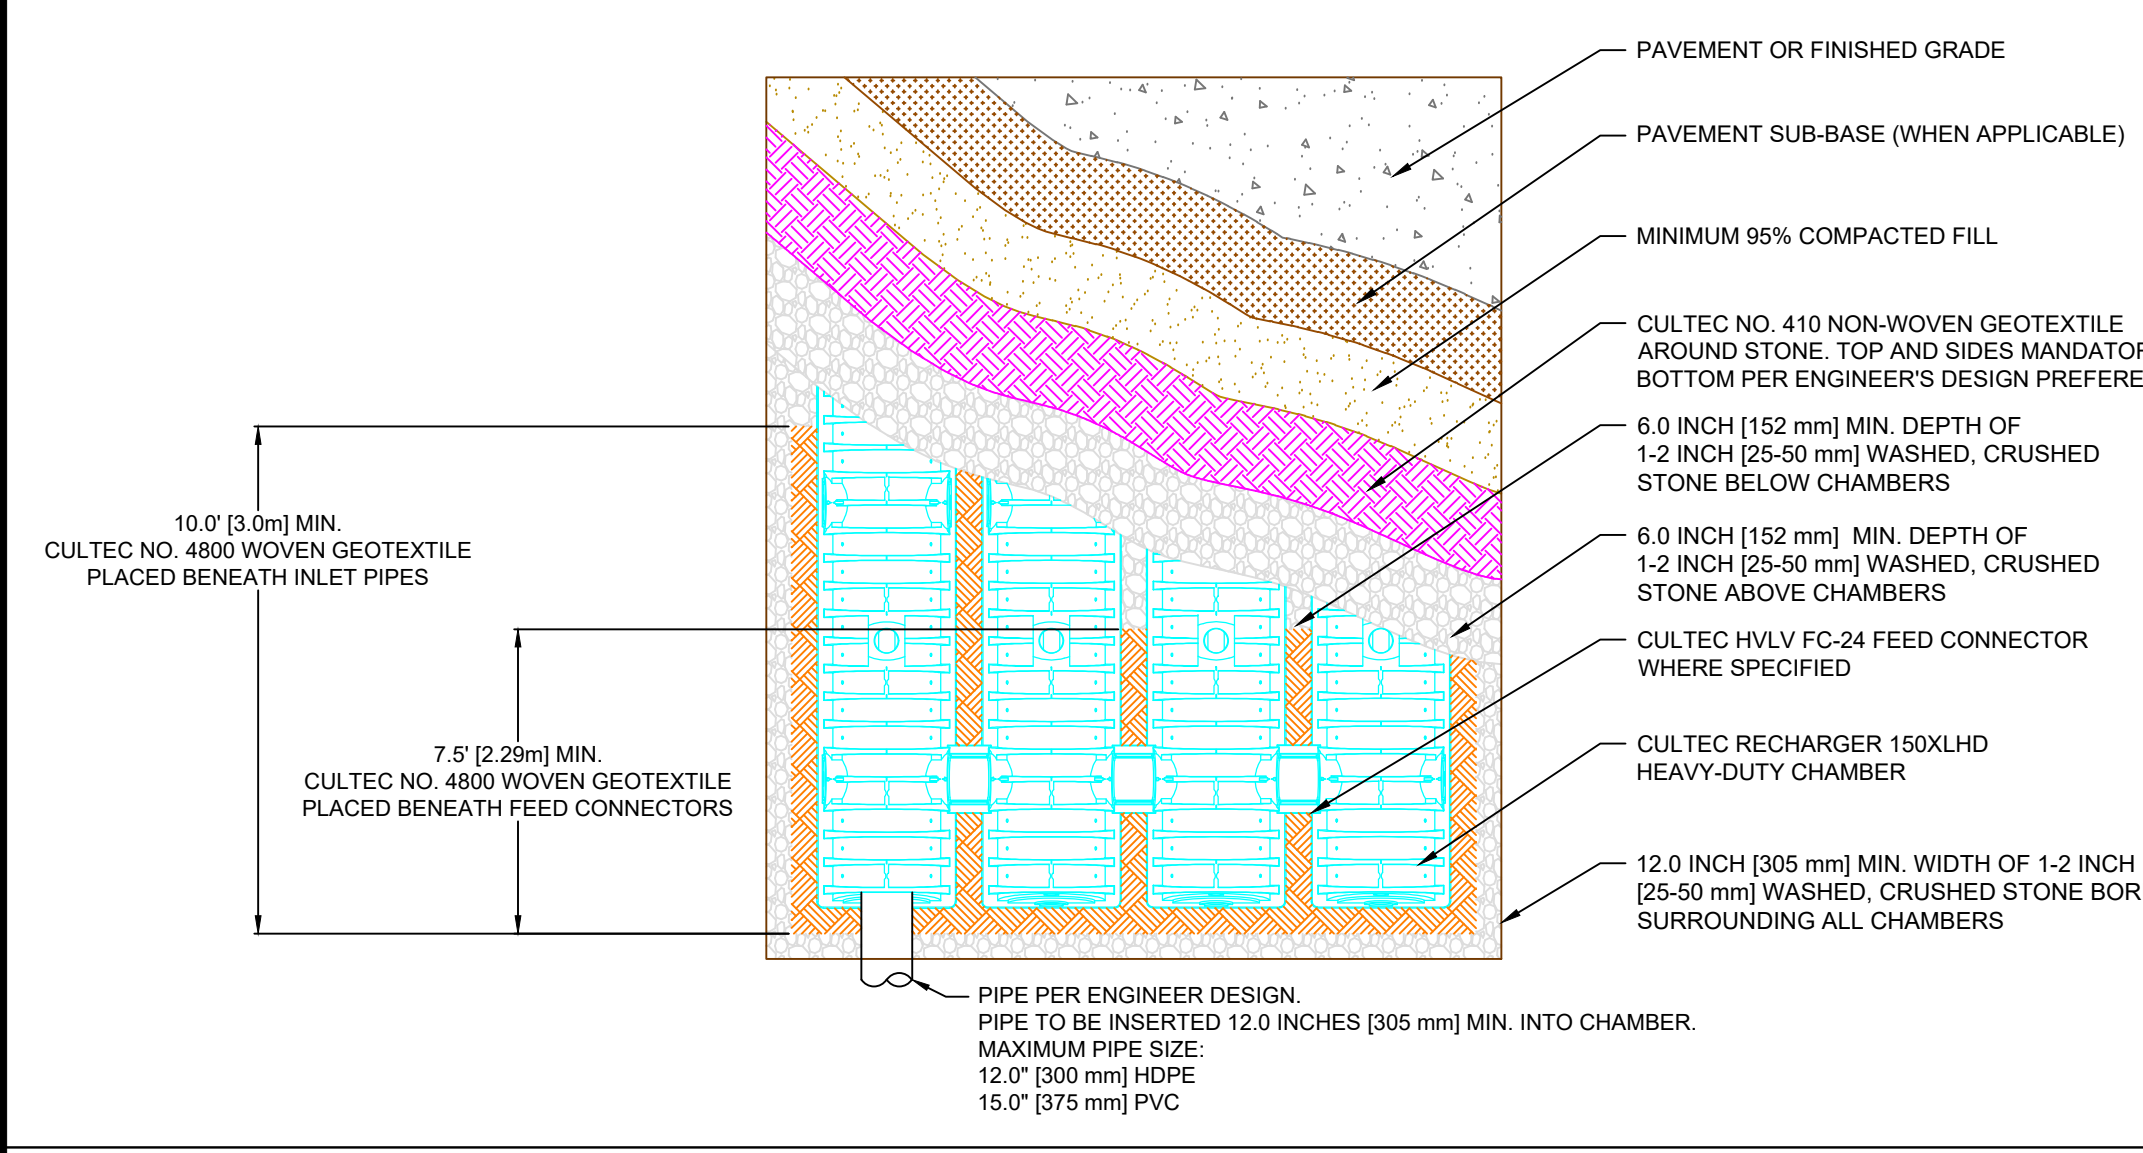 PAVEMENT OR FINISHED GRADE
PAVEMENT SUB-BASE (WHEN APPLICABLE)
MINIMUM 95% COMPACTED FILL
CULTEC NO. 410 NON-WOVEN GEOTEXTILE
AROUND STONE. TOP AND SIDES
BOTTOM PER ENGINEER'S DESIGN
6.0 INCH [152 mm] MIN. DEPTH OF
1-2 INCH [25-50 mm] WASHED, CRUSHED
STONE BELOW CHAMBERS
6.0 INCH [152 mm] MIN. DEPTH OF
1-2 INCH [25-50 mm] WASHED, CRUSHED
STONE ABOVE CHAMBERS
CULTEC HVLV FC-24 FEED CONNECTOR
WHERE SPECIFIED
CULTEC RECHARGER 150XLHD
HEAVY-DUTY CHAMBER
12.0 INCH [305 mm] MIN. WIDTH OF 1-2 INCH
[25-50 mm] WASHED, CRUSHED STONE
SURROUNDING ALL CHAMBERS
10.0' [3.0m] MIN.
CULTEC NO. 4800 WOVEN GEOTEXTILE
PLACED BENEATH INLET PIPES
7.5' [2.29m] MIN.
CULTEC NO. 4800 WOVEN GEOTEXTILE
PLACED BENEATH FEED CONNECTORS
PIPE PER ENGINEER DESIGN.
PIPE TO BE INSERTED 12.0 INCHES [305 mm] MIN. INTO CHAMBER.
MAXIMUM PIPE SIZE:
12.0" [300 mm] HDPE
15.0" [375 mm] PVC